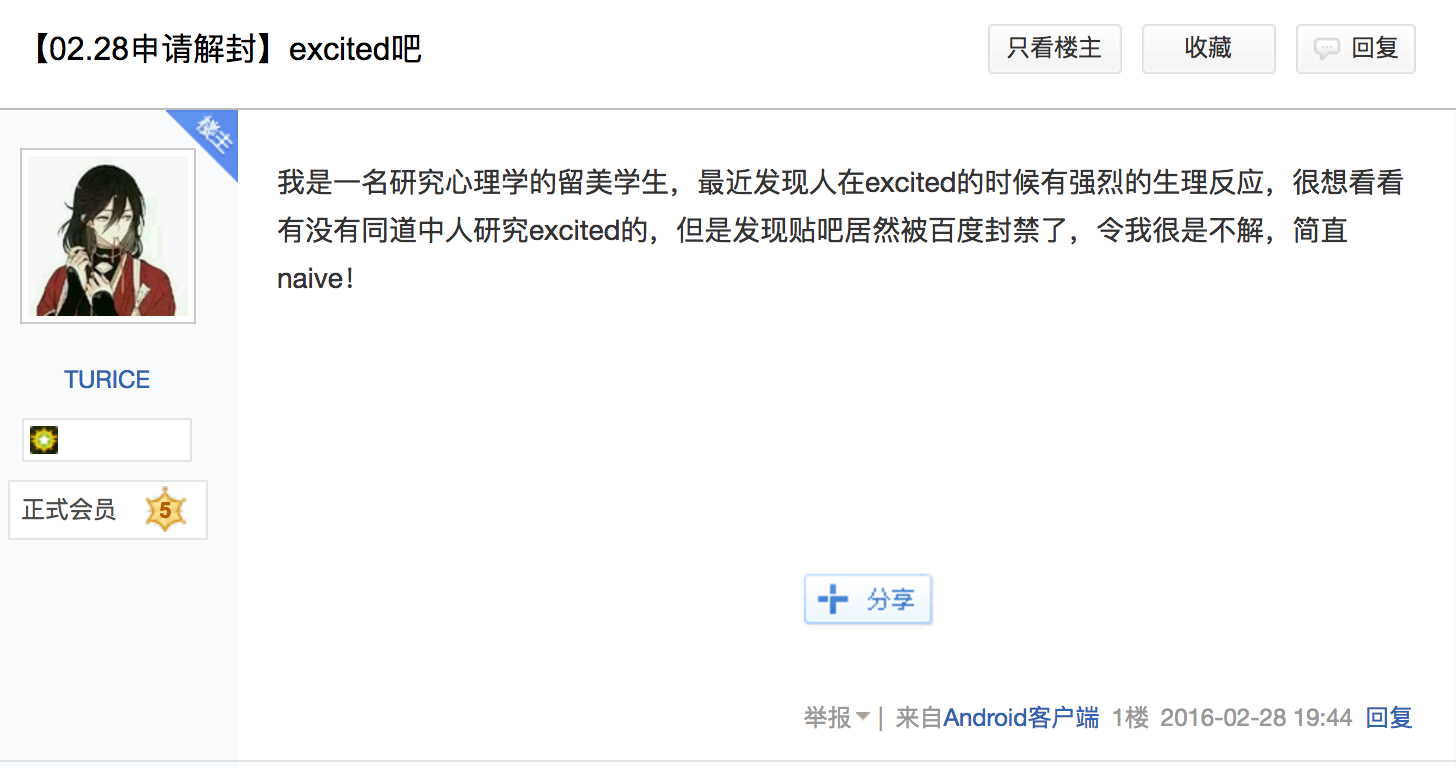 【02.28申请解封】excited吧
只看楼主
收藏
回复
楼主
我是一名研究心理学的留美学生，最近发现人在excited的时候有强烈的生理反应，很想看看
有没有同道中人研究excited的，但是发现贴吧居然被百度封禁了，令我很是不解，简直
naive！
TURICE
正式会员 5
分享
举报 | 来自Android客户端 1楼 2016-02-28 19:44 回复